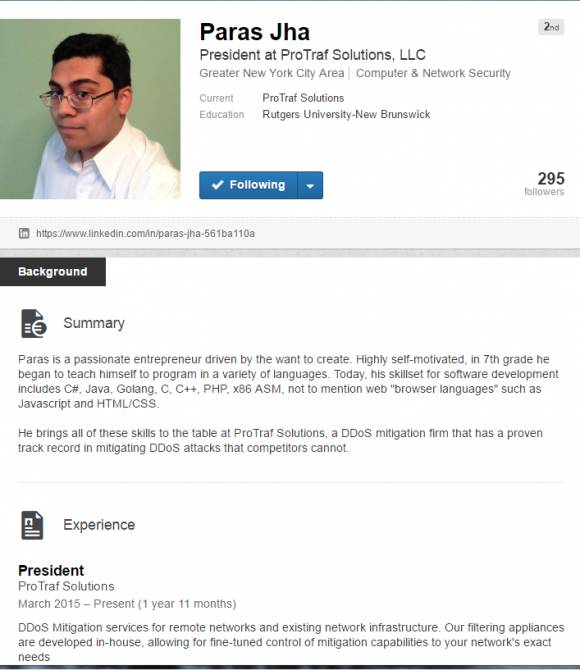 Paras Jha
2nd
President at ProTraf Solutions, LLC
Greater New York City Area | Computer & Network Security
Current ProTraf Solutions
Education Rutgers University-New Brunswick
Following
295
followers
https://www.linkedin.com/in/paras-jha-561ba110a
Background
Summary
Paras is a passionate entrepreneur driven by the want to create. Highly self-motivated, in 7th grade he
began to teach himself to program in a variety of languages. Today, his skillset for software development
includes C#, Java, Golang, C, C++, PHP, x86 ASM, not to mention web "browser languages" such as
Javascript and HTML/CSS.
He brings all of these skills to the table at ProTraf Solutions, a DDoS mitigation firm that has a proven
track record in mitigating DDoS attacks that competitors cannot.
Experience
President
ProTraf Solutions
March 2015 – Present (1 year 11 months)
DDoS Mitigation services for remote networks and existing network infrastructure. Our filtering appliances
are developed in-house, allowing for fine-tuned control of mitigation capabilities to your network's exact
needs